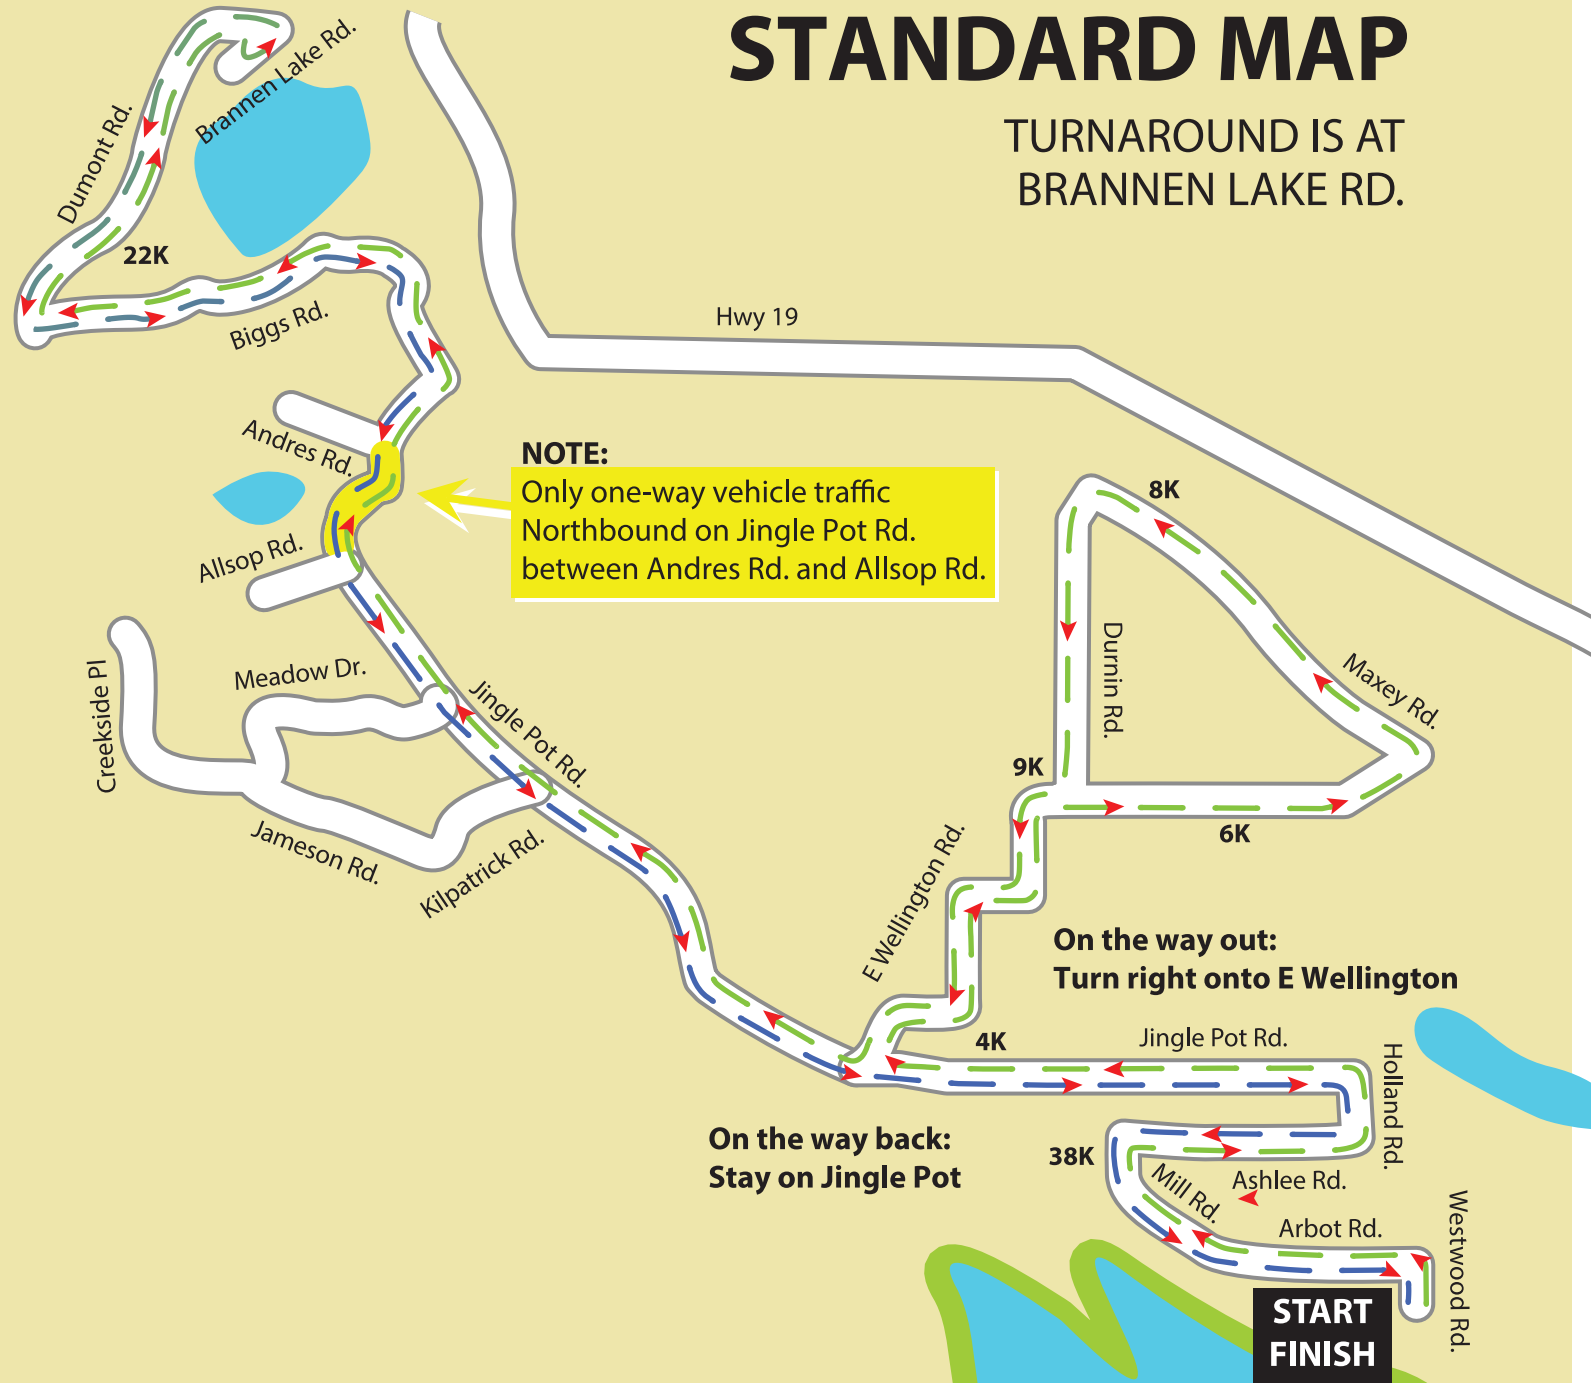 STANDARD MAP
TURNAROUND IS AT
BRANNEN LAKE RD.
Brannen Lake Rd.
Dumont Rd.
22K
Biggs Rd.
Hwy 19
Andres Rd.
NOTE:
Only one-way vehicle traffic
Northbound on Jingle Pot Rd.
between Andres Rd. and Allsop Rd.
Allsop Rd.
8K
Durnin Rd.
Maxey Rd.
Creekside Pl
Meadow Dr.
Jingle Pot Rd.
9K
6K
Jameson Rd.
Kilpatrick Rd.
E Wellington Rd.
On the way out:
Turn right onto E Wellington
4K
Jingle Pot Rd.
Holland Rd.
On the way back:
Stay on Jingle Pot
38K
Mill Rd.
Ashlee Rd.
Arbot Rd.
Westwood Rd.
START
FINISH